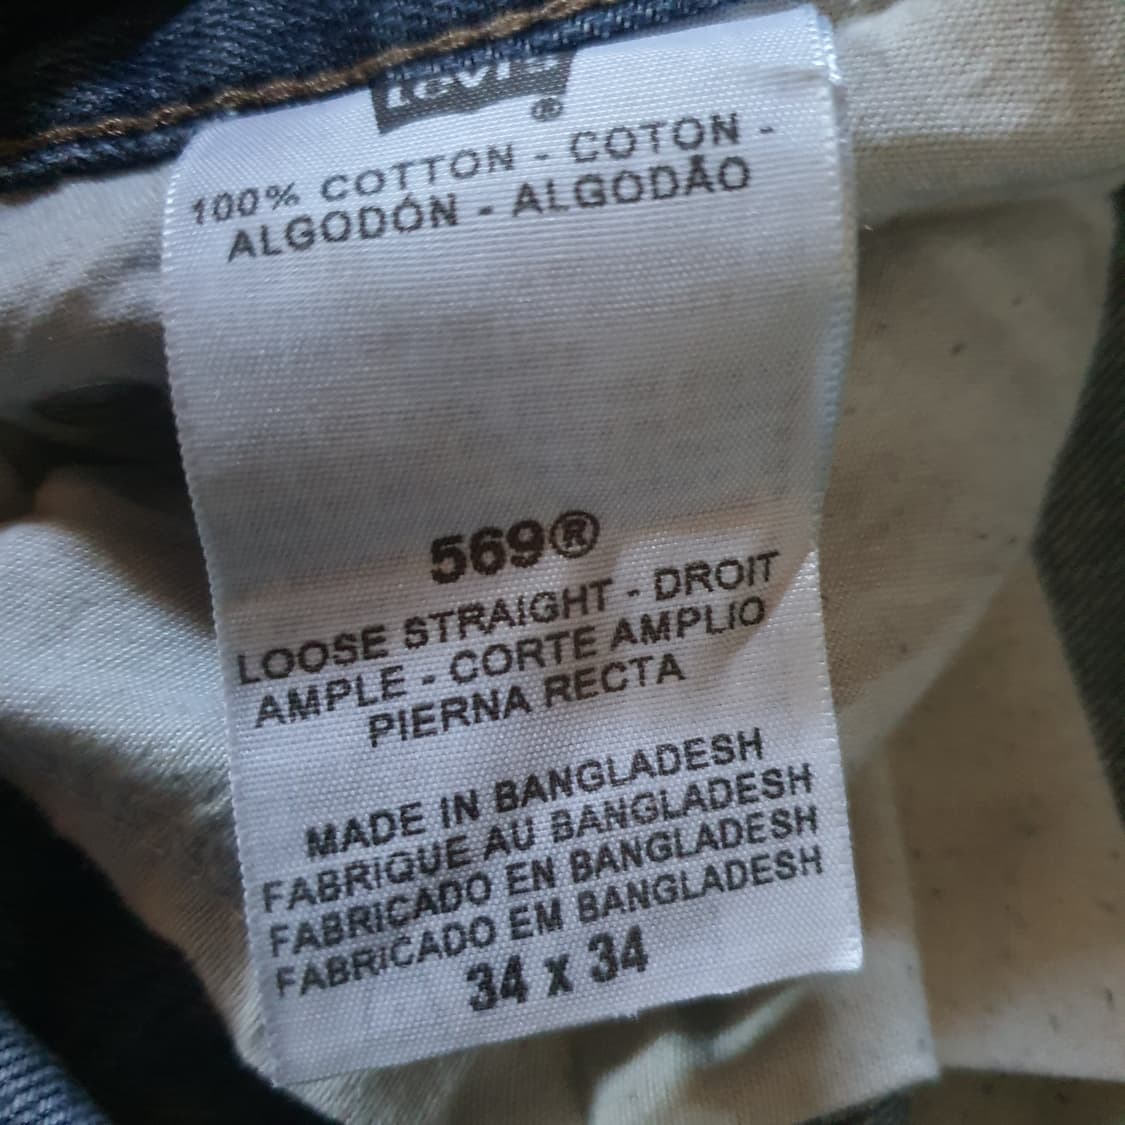 Levi's
®
100% COTTON - COTON -
ALGODÓN - ALGODÃO
569®
LOOSE STRAIGHT - DROIT
AMPLE - CORTE AMPLIO
PIERNA RECTA
MADE IN BANGLADESH
FABRIQUE AU BANGLADESH
FABRICADO EN BANGLADESH
FABRICADO EM BANGLADESH
34 x 34